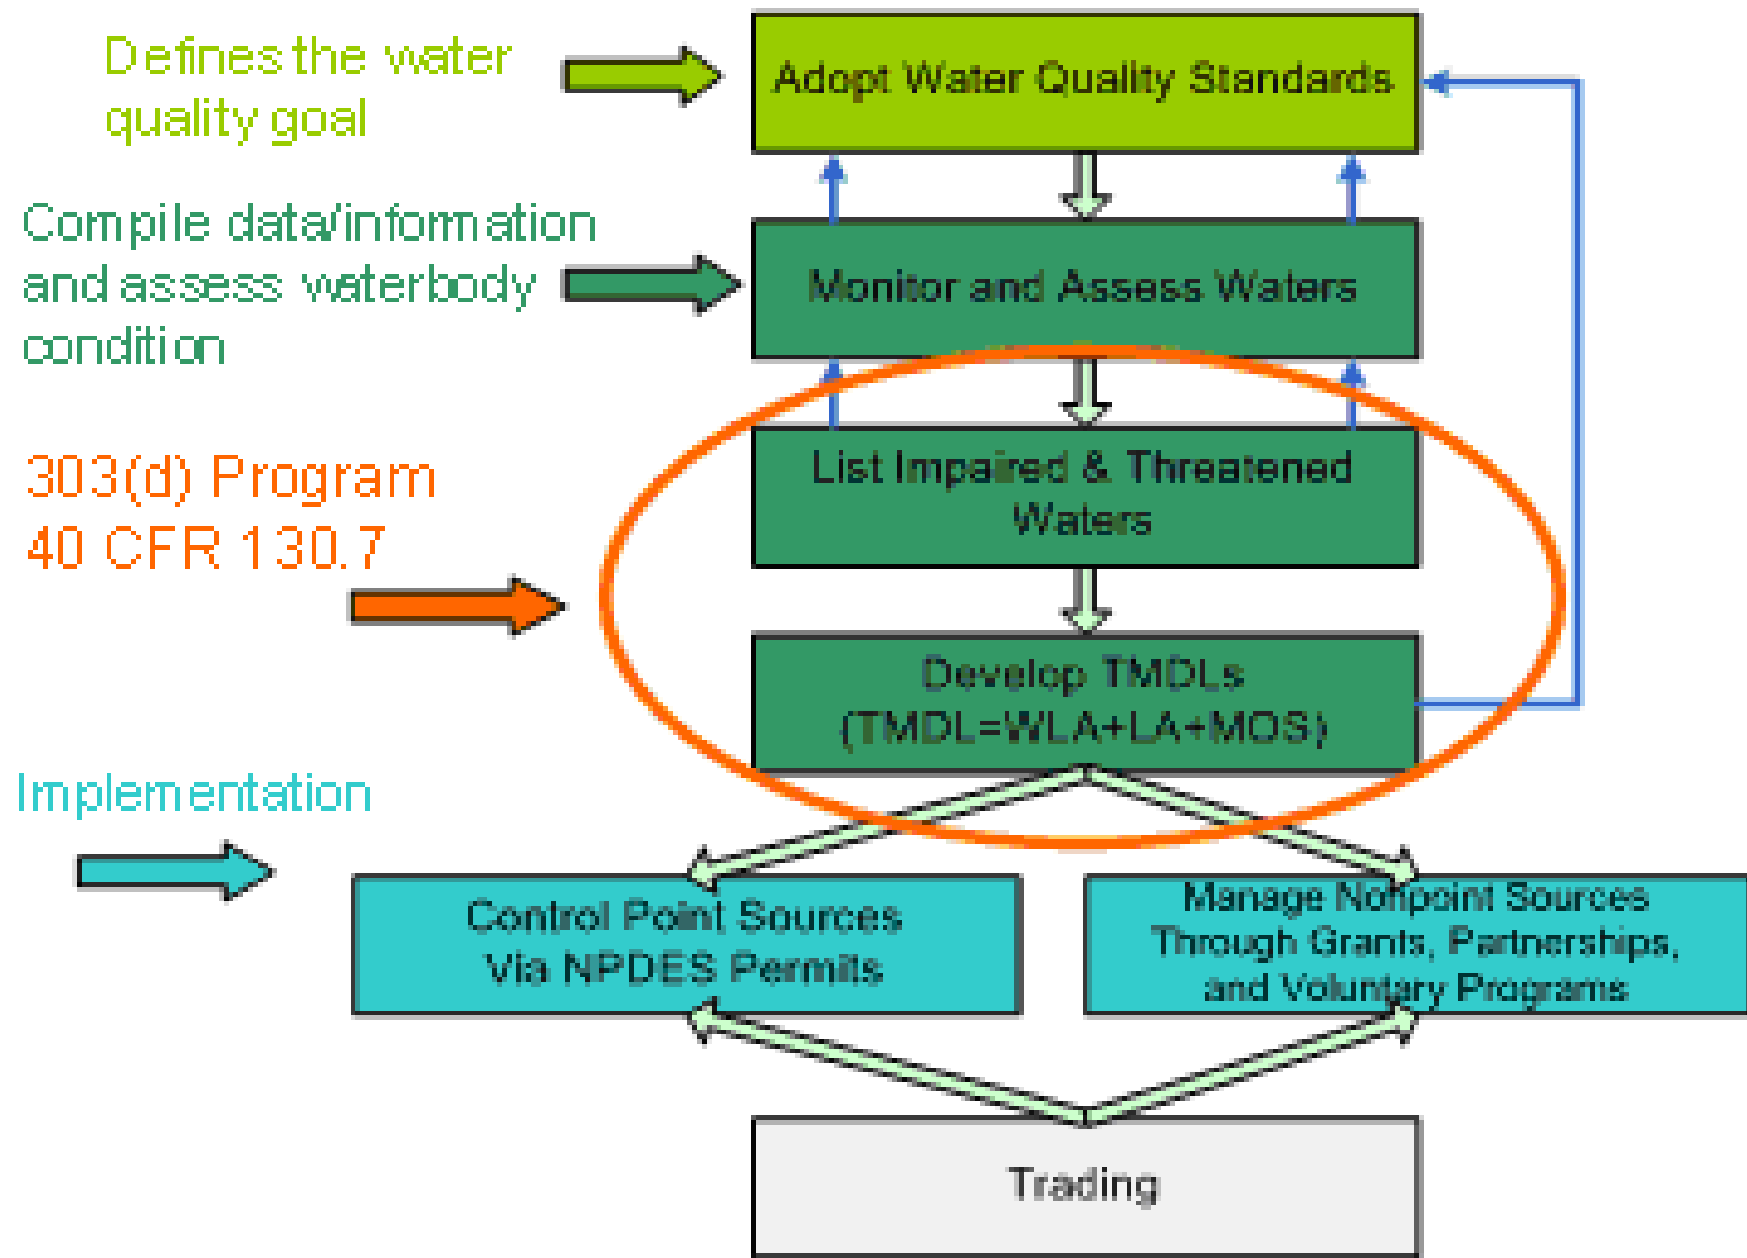 Defines the water
quality goal
Adopt Water Quality Standards
Compile data/information
and assess waterbody
condition
Monitor and Assess Waters
303(d) Program
40 CFR 130.7
List Impaired & Threatened
Waters
Develop TMDLs
(TMDL=WLA+LA+MOS)
Implementation
Control Point Sources
Via NPDES Permits
Manage Nonpoint Sources
Through Grants, Partnerships,
and Voluntary Programs
Trading